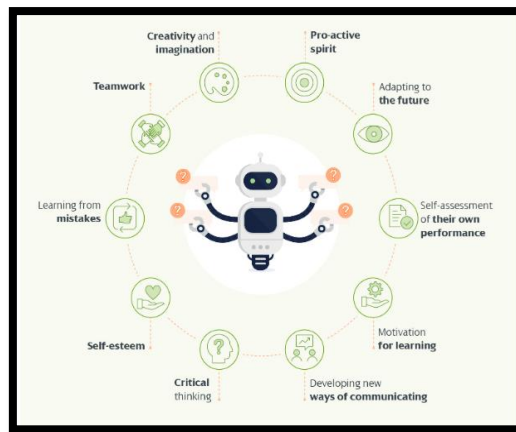 Creativity and
imagination
Pro-active
spirit
Adapting to
the future
Self-assessment
of their own
performance
Motivation
for learning
Developing new
ways of communicating
Critical
thinking
Self-esteem
Learning from
mistakes
Teamwork
?
?
?
?
?